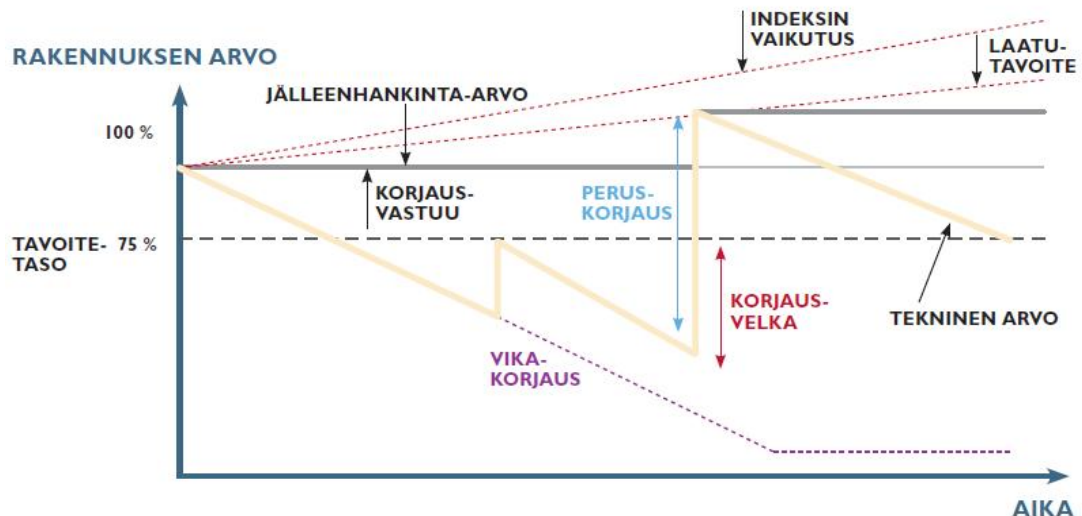 INDEKSIN
VAIKUTUS
LAATU-
TAVOITE
RAKENNUKSEN ARVO
JÄLLEENHANKINTA-ARVO
100 %
KORJAUS-
VASTUU
PERUS-
KORJAUS
TAVOITE- 75 %
TASO
KORJAUS-
VELKA
TEKNINEN ARVO
VIKA-
KORJAUS
AIKA